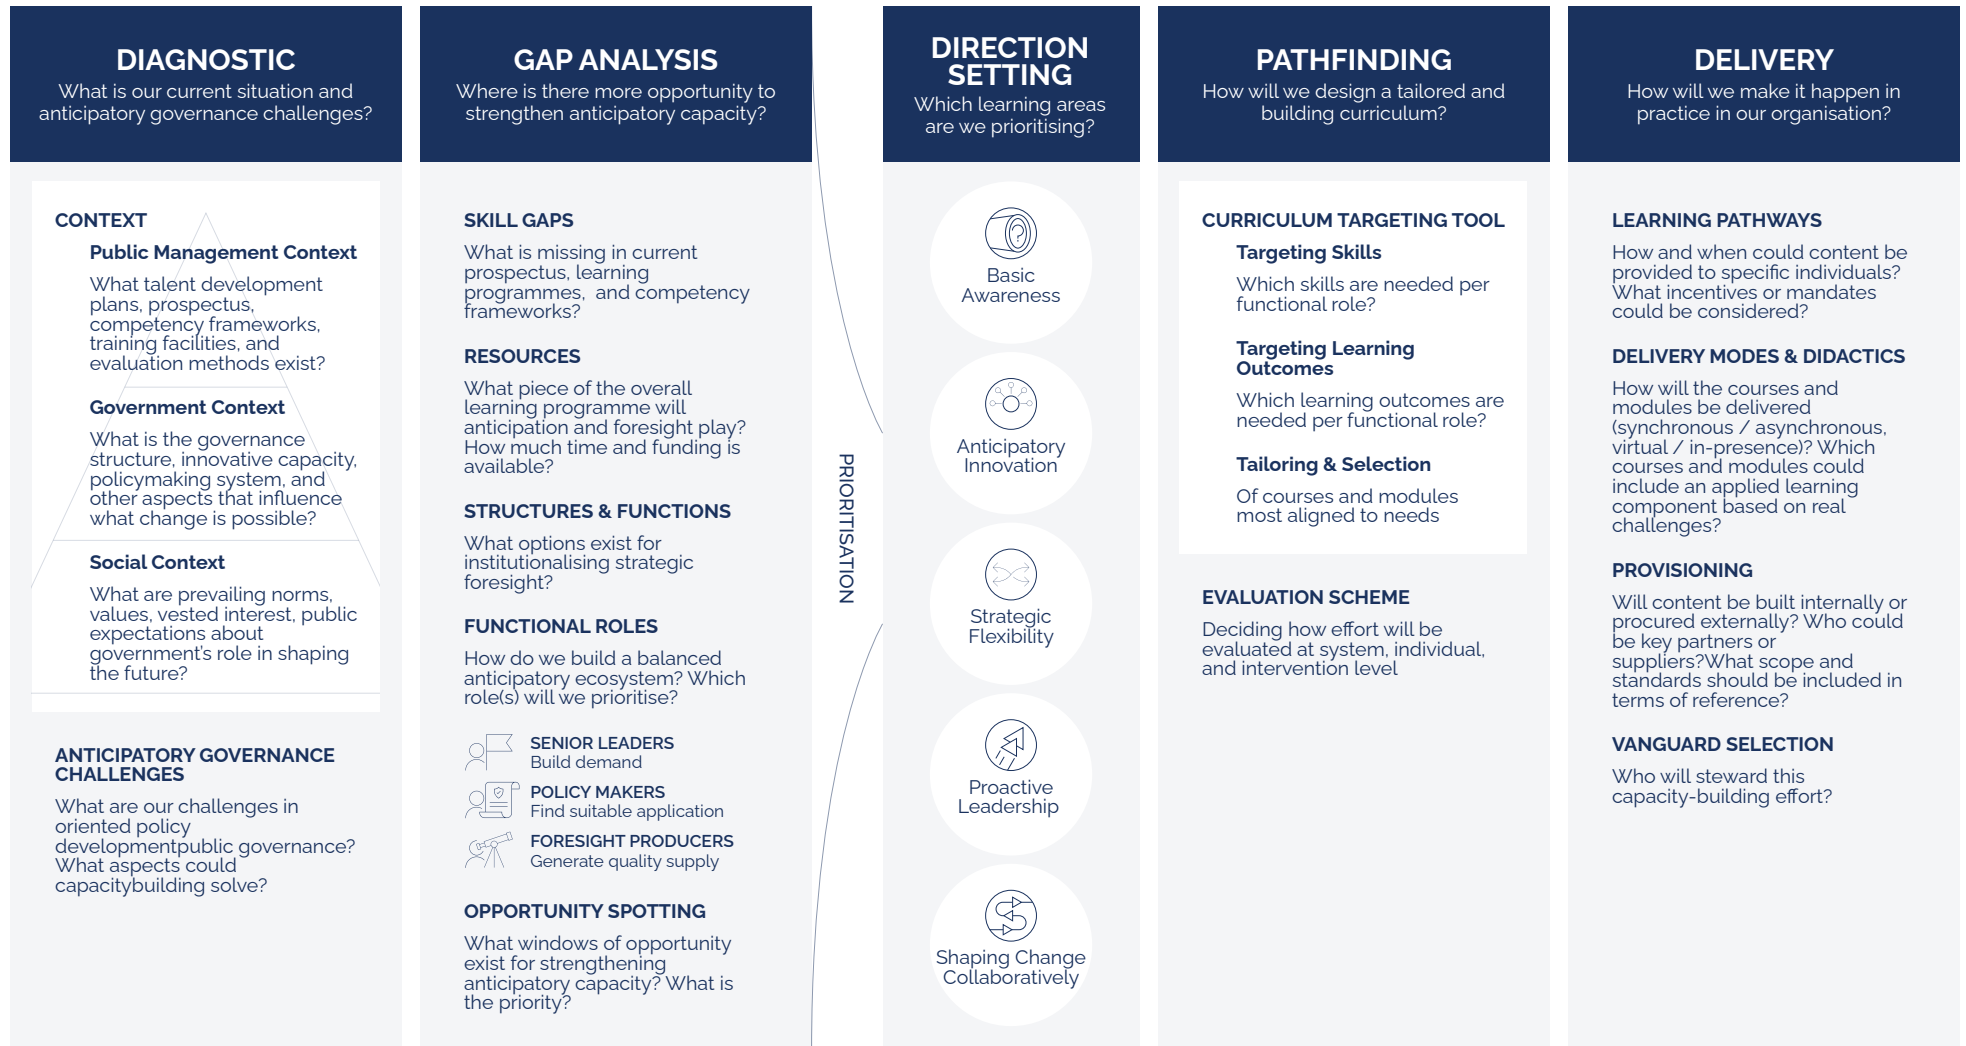 DIAGNOSTIC
What is our current situation and
anticipatory governance challenges?
CONTEXT
Public Management Context
What talent development
plans, prospectus,
competency frameworks,
training facilities, and
evaluation methods exist?
Government Context
What is the governance
structure, innovative capacity,
policymaking system, and
other aspects that influence
what change is possible?
Social Context
What are prevailing norms,
values, vested interest, public
expectations about
government's role in shaping
the future?
ANTICIPATORY GOVERNANCE
CHALLENGES
What are our challenges in
oriented policy
developmentpublic governance?
What aspects could
capacitybuilding solve?
GAP ANALYSIS
Where is there more opportunity to
strengthen anticipatory capacity?
SKILL GAPS
What is missing in current
prospectus, learning
programmes,  and competency
frameworks?
RESOURCES
What piece of the overall
learning programme will
anticipation and foresight play?
How much time and funding is
available?
STRUCTURES & FUNCTIONS
What options exist for
institutionalising strategic
foresight?
FUNCTIONAL ROLES
How do we build a balanced
anticipatory ecosystem? Which
role(s) will we prioritise?
SENIOR LEADERS
Build demand
POLICY MAKERS
Find suitable application
FORESIGHT PRODUCERS
Generate quality supply
OPPORTUNITY SPOTTING
What windows of opportunity
exist for strengthening
anticipatory capacity? What is
the priority?
PRIORITISATION
DIRECTION
SETTING
Which learning areas
are we prioritising?
?
Basic
Awareness
Anticipatory
Innovation
Strategic
Flexibility
Proactive
Leadership
Shaping Change
Collaboratively
PATHFINDING
How will we design a tailored and
building curriculum?
CURRICULUM TARGETING TOOL
Targeting Skills
Which skills are needed per
functional role?
Targeting Learning
Outcomes
Which learning outcomes are
needed per functional role?
Tailoring & Selection
Of courses and modules
most aligned to needs
EVALUATION SCHEME
Deciding how effort will be
evaluated at system, individual,
and intervention level
DELIVERY
How will we make it happen in
practice in our organisation?
LEARNING PATHWAYS
How and when could content be
provided to specific individuals?
What incentives or mandates
could be considered?
DELIVERY MODES & DIDACTICS
How will the courses and
modules be delivered
(synchronous / asynchronous,
virtual / in-presence)? Which
courses and modules could
include an applied learning
component based on real
challenges?
PROVISIONING
Will content be built internally or
procured externally? Who could
be key partners or
suppliers?What scope and
standards should be included in
terms of reference?
VANGUARD SELECTION
Who will steward this
capacity-building effort?